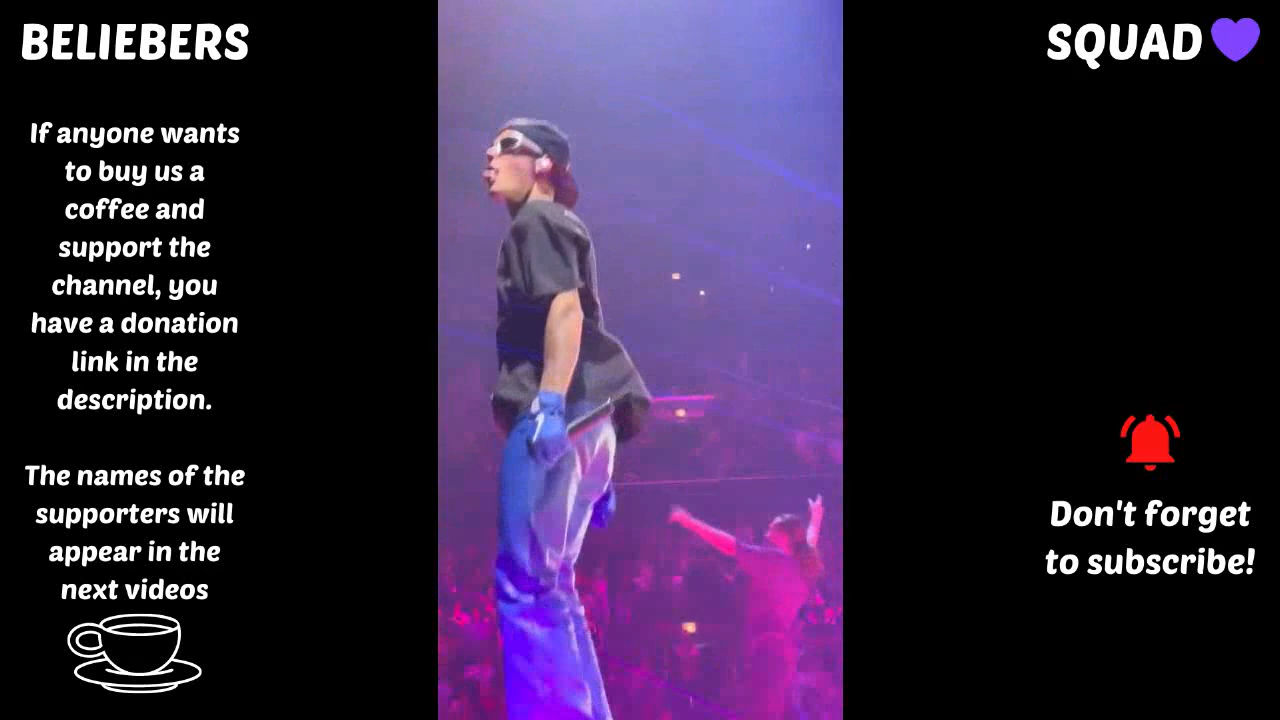 BELIEBERS
SQUAD
If anyone wants
to buy us a
coffee and
support the
channel, you
have a donation
link in the
description.
The names of the
supporters will
appear in the
next videos
Don't forget
to subscribe!